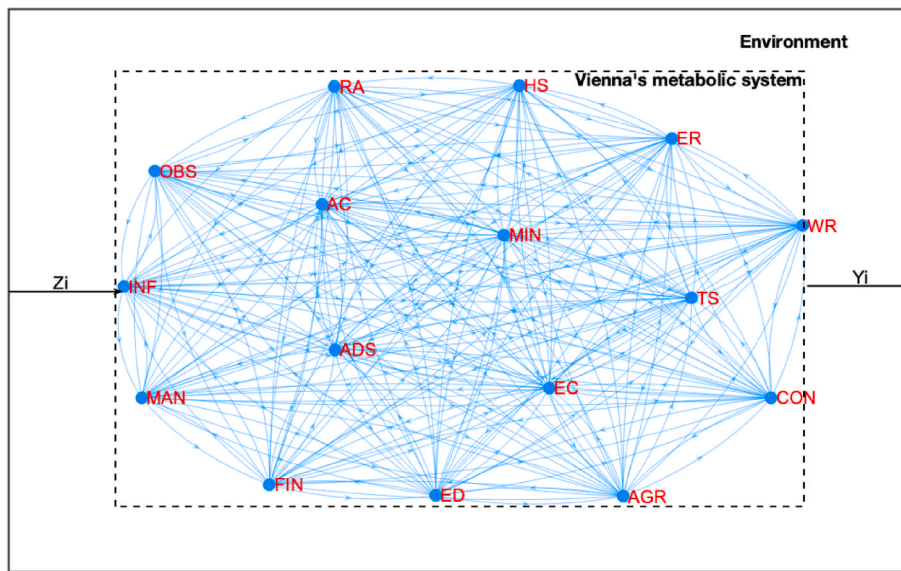 Environment
Vienna's metabolic system
RA
HS
ER
OBS
AC
WR
MIN
Zi
INF
Yi
TS
ADS
EC
MAN
CON
FIN
ED
AGR